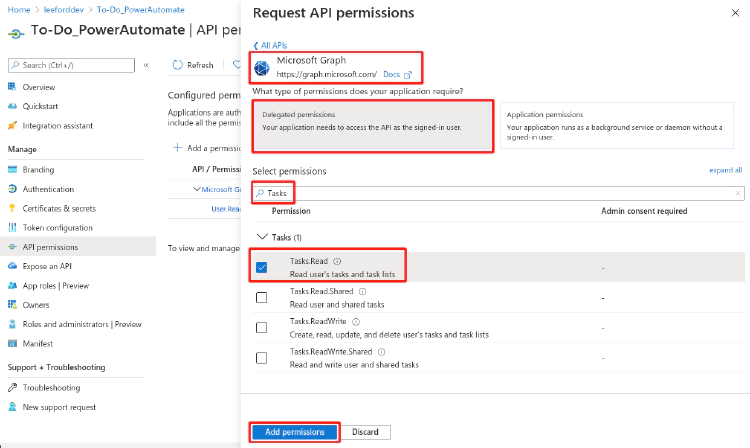 Home > leeforddev > To-Do_PowerAutomate
To-Do_PowerAutomate | API per
Search (Ctrl+/)
«
Overview
Quickstart
Integration assistant
Manage
Branding
Authentication
Certificates & secrets
Token configuration
API permissions
Expose an API
App roles | Preview
Owners
Roles and administrators | Preview
Manifest
Support + Troubleshooting
Troubleshooting
New support request
Refresh
Configured permi
Applications are auth
include all the permis
Add a permissio
API / Permission
Microsoft Gr
User.Rea
To view and manage
Request API permissions
All APIs
Microsoft Graph
https://graph.microsoft.com/ Docs
What type of permissions does your application require?
Delegated permissions
Your application needs to access the API as the signed-in user.
Application permissions
Your application runs as a background service or daemon without a
signed-in user.
Select permissions
expand all
Tasks
Permission Admin consent required
Tasks (1)
Tasks.Read
Read user's tasks and task lists
-
Tasks.Read.Shared
Read user and shared tasks
-
Tasks.ReadWrite
Create, read, update, and delete user's tasks and task lists
-
Tasks.ReadWrite.Shared
Read and write user and shared tasks
-
Add permissions Discard